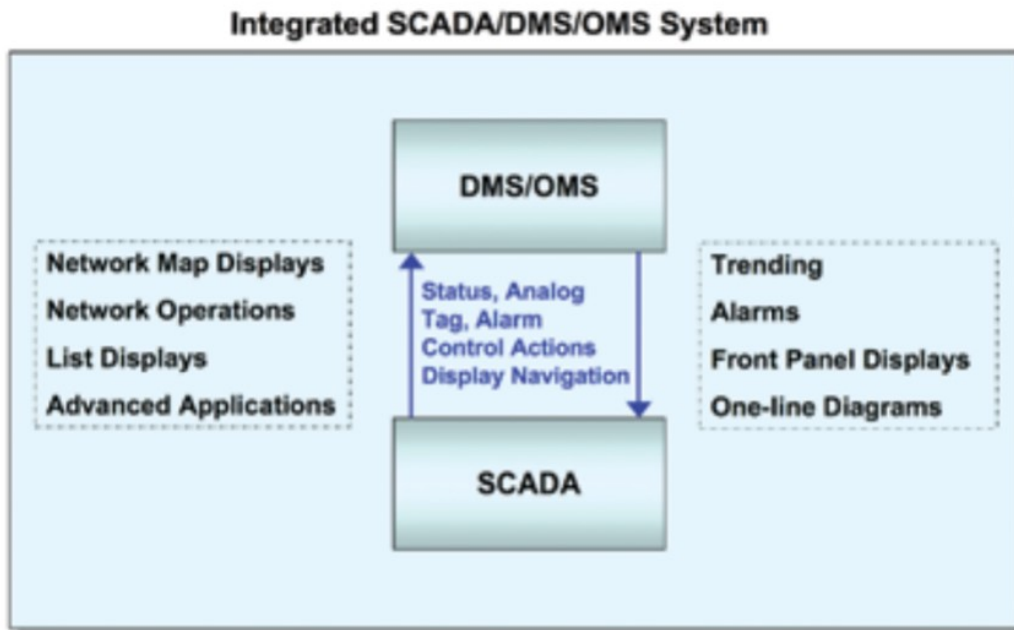 Integrated SCADA/DMS/OMS System
DMS/OMS
Network Map Displays
Network Operations
List Displays
Advanced Applications
Status, Analog
Tag, Alarm
Control Actions
Display Navigation
Trending
Alarms
Front Panel Displays
One-line Diagrams
SCADA